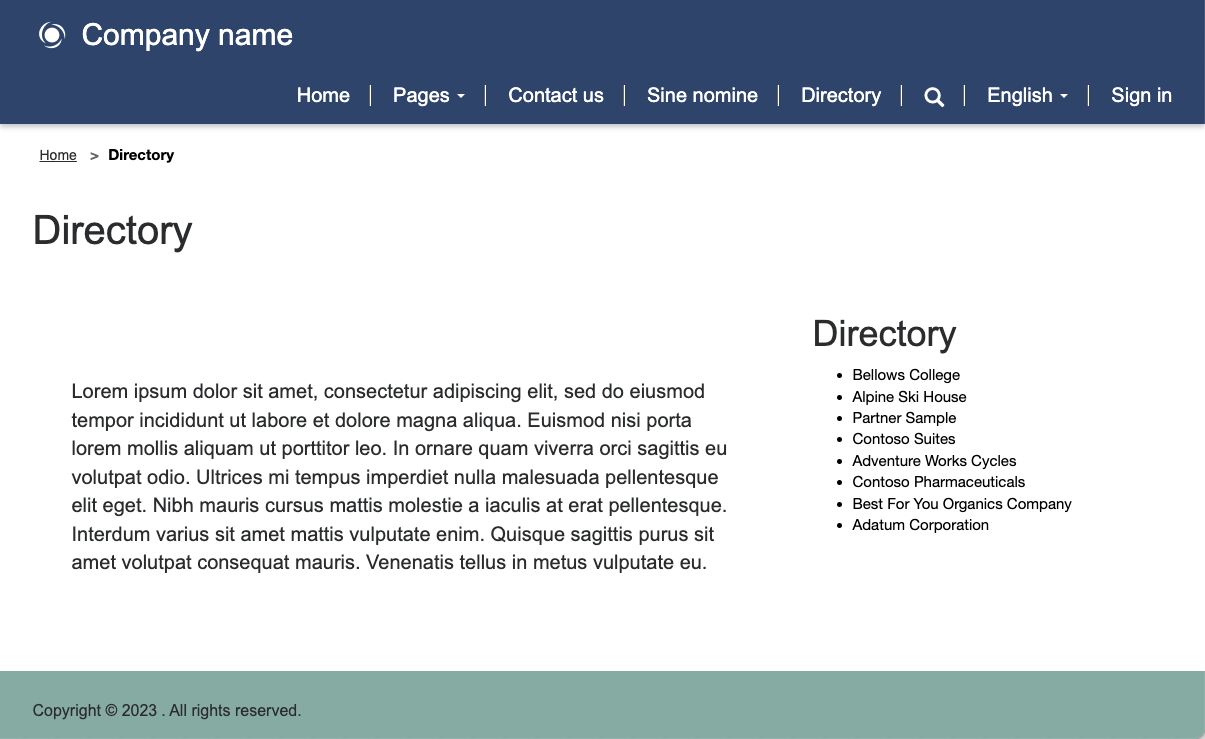 Company name
Home Pages Contact us Sine nomine Directory English Sign in
Home > Directory
Directory
Lorem ipsum dolor sit amet, consectetur adipiscing elit, sed do eiusmod
tempor incididunt ut labore et dolore magna aliqua. Euismod nisi porta
lorem mollis aliquam ut porttitor leo. In ornare quam viverra orci sagittis eu
volutpat odio. Ultrices mi tempus imperdiet nulla malesuada pellentesque
elit eget. Nibh mauris cursus mattis molestie a iaculis at erat pellentesque.
Interdum varius sit amet mattis vulputate enim. Quisque sagittis purus sit
amet volutpat consequat mauris. Venenatis tellus in metus vulputate eu.
Directory
Bellows College
Alpine Ski House
Partner Sample
Contoso Suites
Adventure Works Cycles
Contoso Pharmaceuticals
Best For You Organics Company
Adatum Corporation
Copyright © 2023 . All rights reserved.